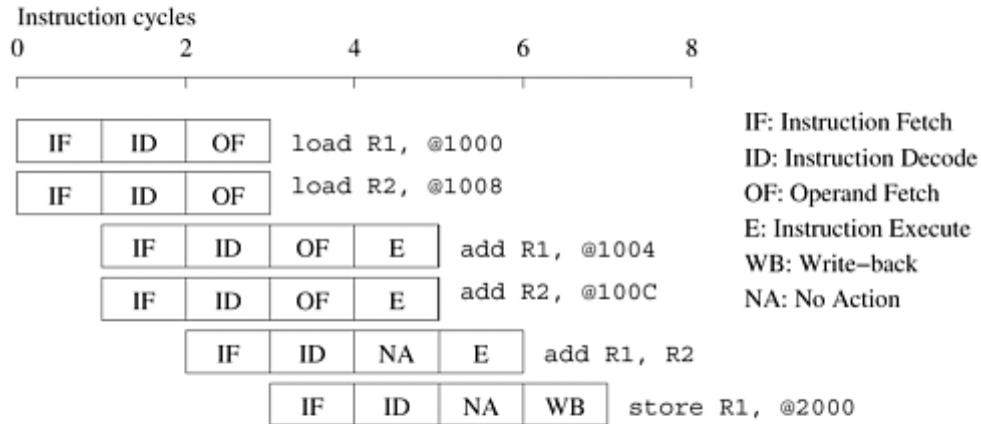 Instruction cycles
0 2 4 6 8
IF ID OF load R1, @1000
IF ID OF load R2, @1008
IF ID OF E add R1, @1004
IF ID OF E add R2, @100C
IF ID NA E add R1, R2
IF ID NA WB store R1, @2000
IF: Instruction Fetch
ID: Instruction Decode
OF: Operand Fetch
E: Instruction Execute
WB: Write-back
NA: No Action